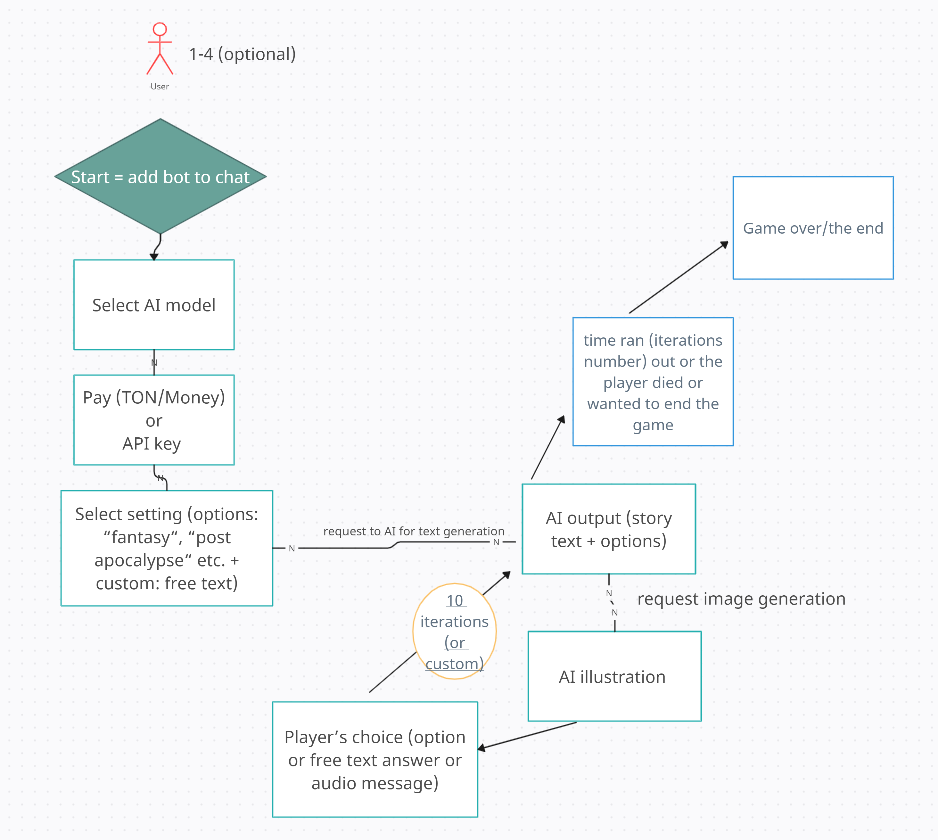 1-4 (optional)
User
Start = add bot to chat
Select AI model
N
Pay (TON/Money)
or
API key
N
Select setting (options:
“fantasy“, “post
apocalypse“ etc. +
custom: free text)
N
request to AI for text generation
N
AI output (story
text + options)
N
N
request image generation
AI illustration
Player’s choice (option
or free text answer or
audio message)
10
iterations
(or
custom)
time ran (iterations
number) out or the
player died or
wanted to end the
game
Game over/the end